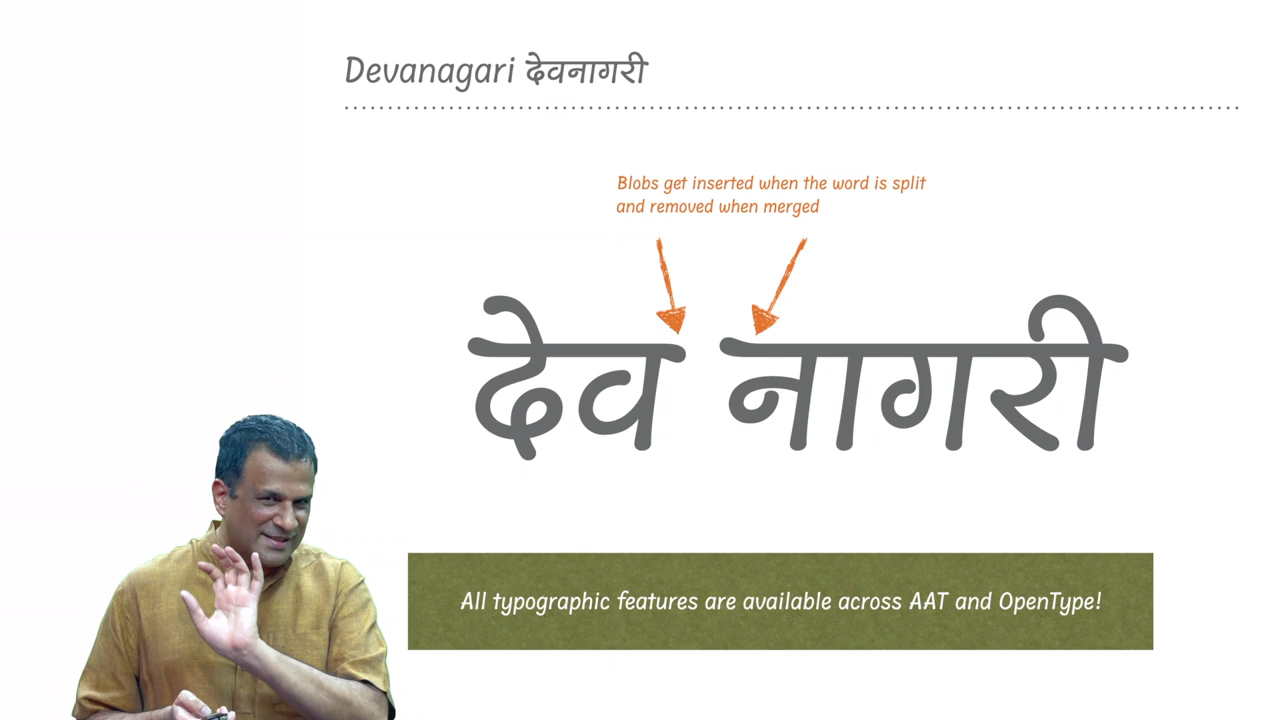 Devanagari देवनागरी
Blobs get inserted when the word is split
and removed when merged
देव नागरी
All typographic features are available across AAT and OpenType!